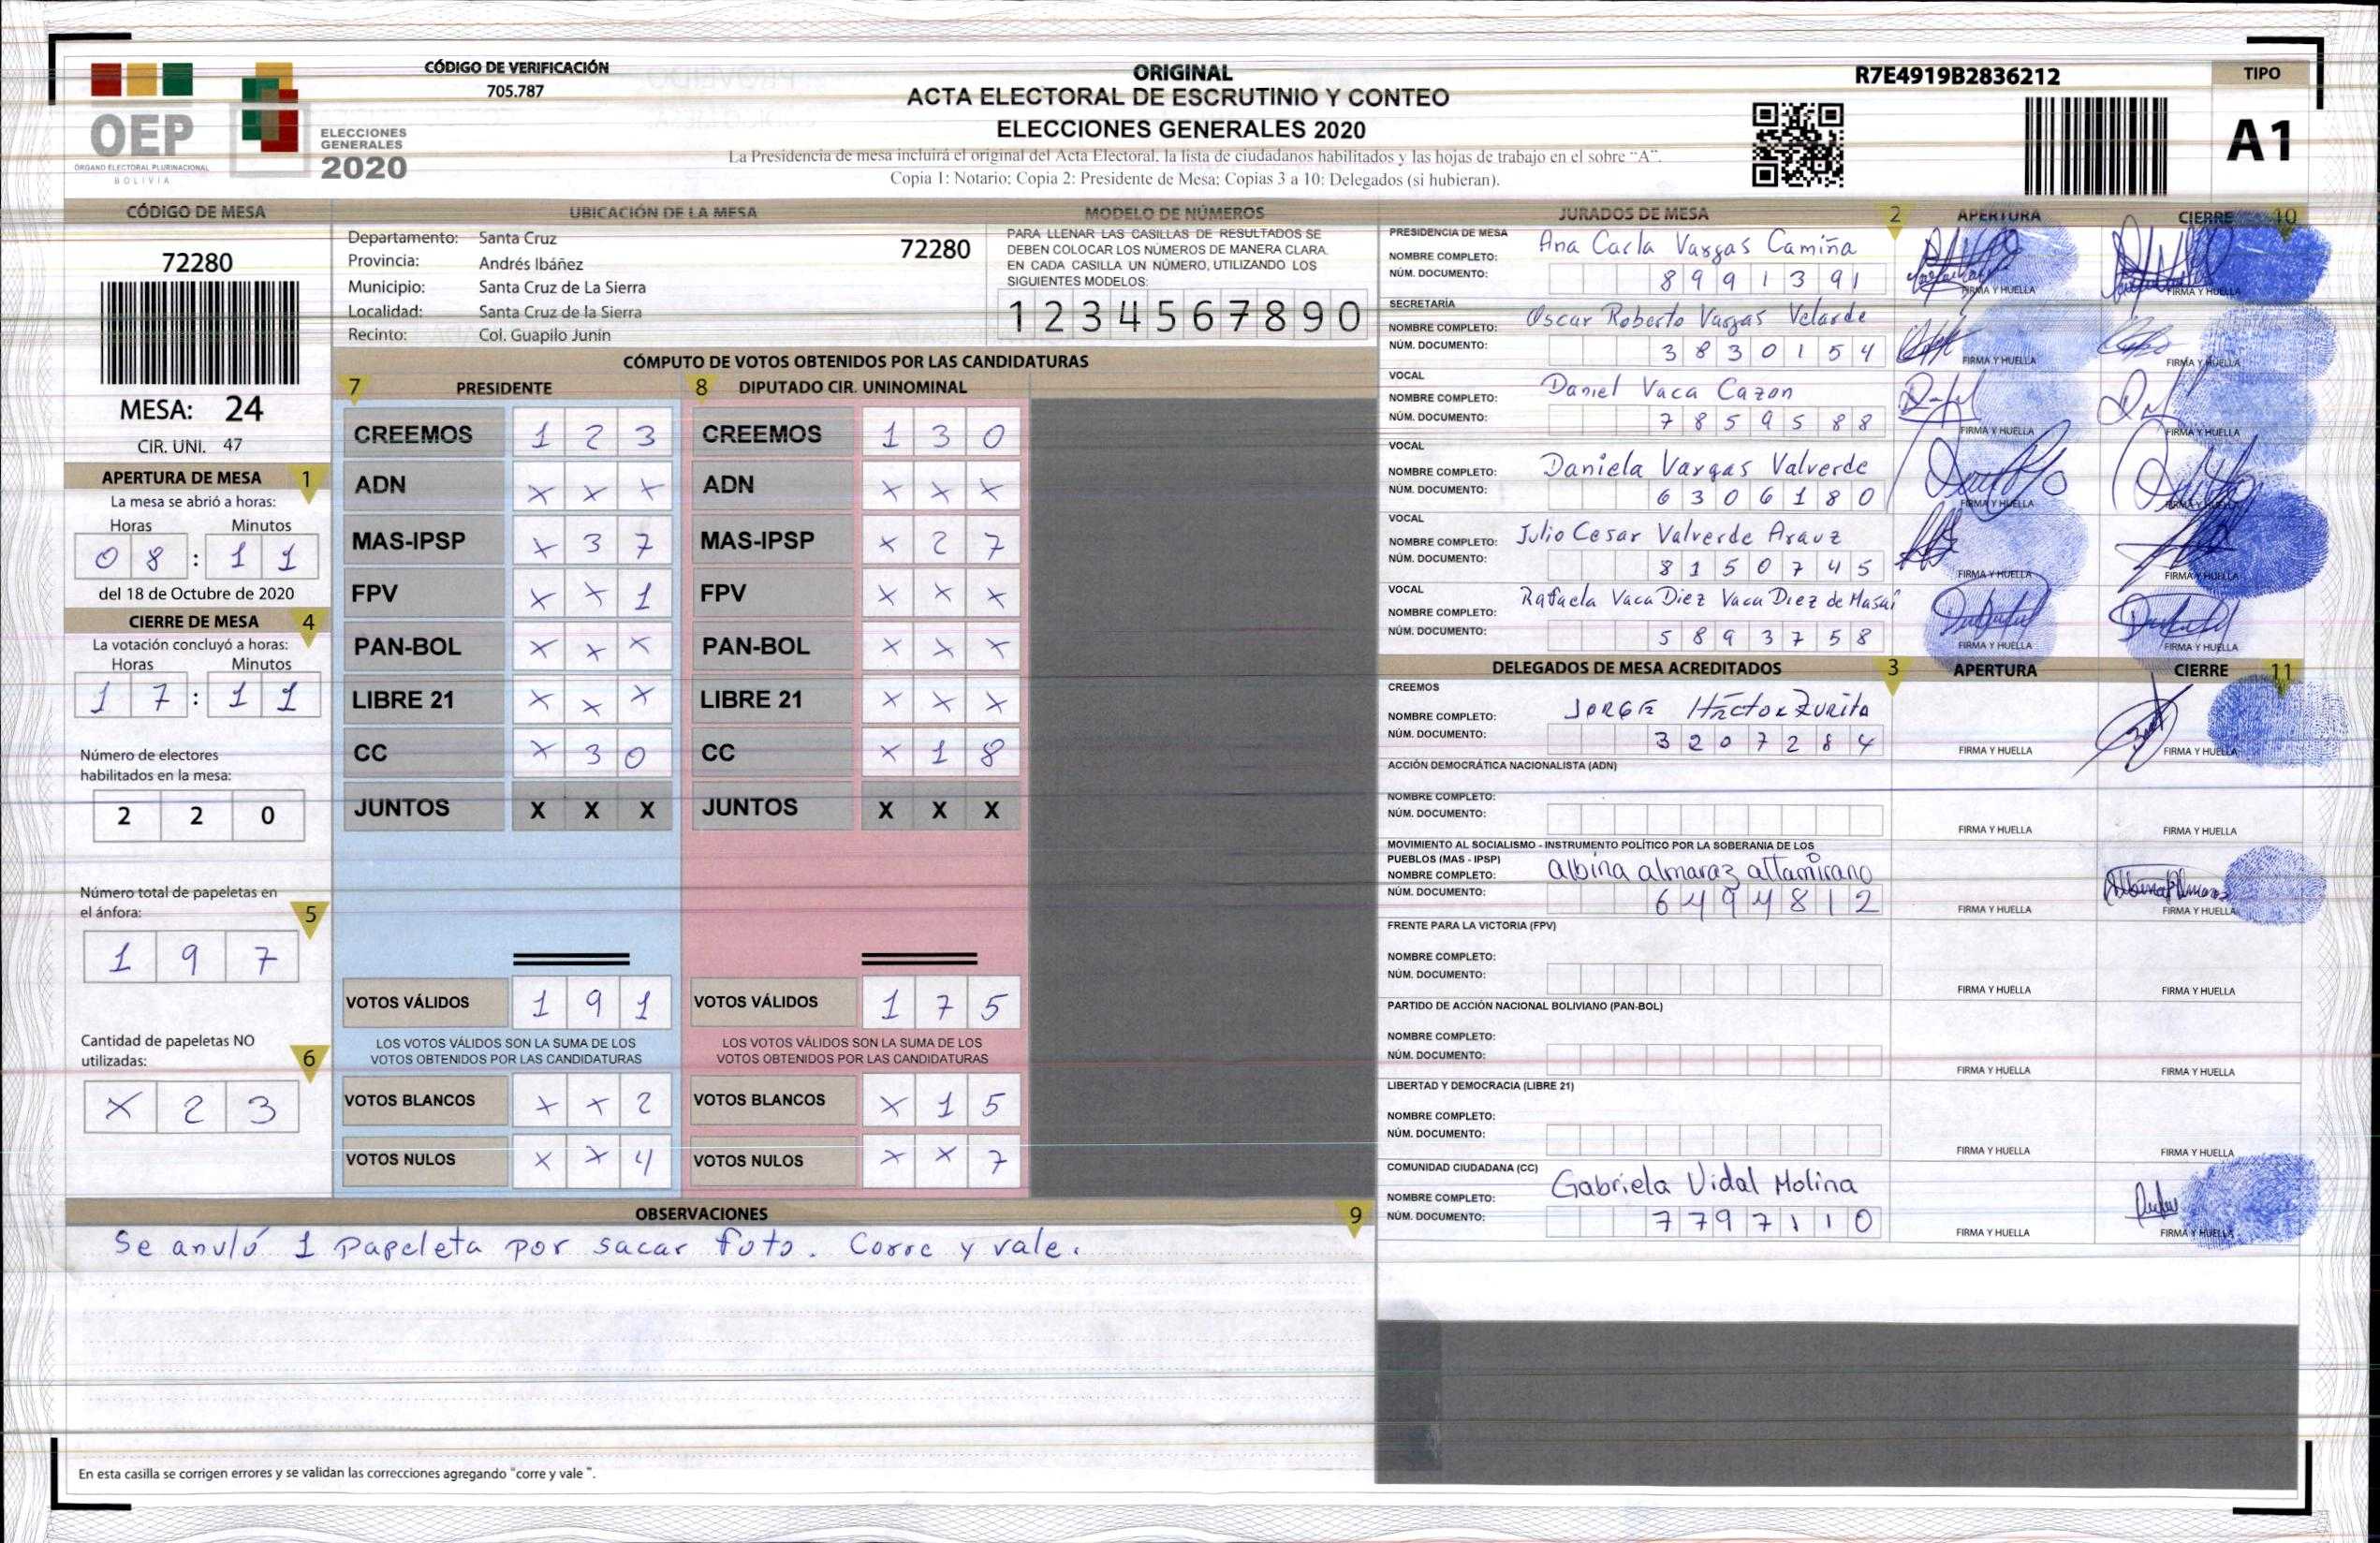 CÓDIGO DE VERIFICACIÓN
705.787
OEP
ÓRGANO ELECTORAL PLURINACIONAL
BOLIVIA
ELECCIONES
GENERALES
2020
ORIGINAL
ACTA ELECTORAL DE ESCRUTINIO Y CONTEO
ELECCIONES GENERALES 2020
La Presidencia de mesa incluirá el original del Acta Electoral, la lista de ciudadanos habilitados y las hojas de trabajo en el sobre "A".
Copia 1: Notario; Copia 2: Presidente de Mesa; Copias 3 a 10: Delegados (si hubieran).
R7E4919B2836212
TIPO
A1
CÓDIGO DE MESA
72280
MESA: 24
CIR. UNI. 47
UBICACIÓN DE LA MESA
Departamento: Santa Cruz
72280
Provincia: Andrés Ibáñez
Municipio: Santa Cruz de La Sierra
Localidad: Santa Cruz de la Sierra
Recinto: Col. Guapilo Junin
MODELO DE NÚMEROS
PARA LLENAR LAS CASILLAS DE RESULTADOS SE
DEBEN COLOCAR LOS NÚMEROS DE MANERA CLARA.
EN CADA CASILLA UN NÚMERO, UTILIZANDO LOS
SIGUIENTES MODELOS:
1 2 3 4 5 6 7 8 9 0
APERTURA DE MESA 1
La mesa se abrió a horas:
Horas Minutos
0 8 : 1 1
del 18 de Octubre de 2020
CIERRE DE MESA 4
La votación concluyó a horas:
Horas Minutos
1 7 : 1 1
Número de electores
habilitados en la mesa:
2 2 0
Número total de papeletas en
el ánfora: 5
1 9 7
Cantidad de papeletas NO
utilizadas: 6
X 2 3
CÓMPUTO DE VOTOS OBTENIDOS POR LAS CANDIDATURAS
7 PRESIDENTE
CREEMOS 1 2 3
ADN X X X
MAS-IPSP X 3 7
FPV X X 1
PAN-BOL X X X
LIBRE 21 X X X
CC X 3 0
JUNTOS X X X
VOTOS VÁLIDOS 1 9 1
LOS VOTOS VÁLIDOS SON LA SUMA DE LOS
VOTOS OBTENIDOS POR LAS CANDIDATURAS
VOTOS BLANCOS X X 2
VOTOS NULOS X X 4
8 DIPUTADO CIR. UNINOMINAL
CREEMOS 1 3 0
ADN X X X
MAS-IPSP X 2 7
FPV X X X
PAN-BOL X X X
LIBRE 21 X X X
CC X 1 8
JUNTOS X X X
VOTOS VÁLIDOS 1 7 5
LOS VOTOS VÁLIDOS SON LA SUMA DE LOS
VOTOS OBTENIDOS POR LAS CANDIDATURAS
VOTOS BLANCOS X 1 5
VOTOS NULOS X X 7
OBSERVACIONES 9
Se anuló 1 Papeleta por sacar foto. Corre y vale.
En esta casilla se corrigen errores y se validan las correcciones agregando "corre y vale ".
JURADOS DE MESA 2 APERTURA CIERRE 10
PRESIDENCIA DE MESA
NOMBRE COMPLETO: Ana Carla Vargas Camiña
NÚM. DOCUMENTO: 8 9 9 1 3 9 1
FIRMA Y HUELLA FIRMA Y HUELLA
SECRETARÍA
NOMBRE COMPLETO: Oscar Roberto Vargas Velarde
NÚM. DOCUMENTO: 3 8 3 0 1 5 4
FIRMA Y HUELLA FIRMA Y HUELLA
VOCAL
NOMBRE COMPLETO: Daniel Vaca Cazon
NÚM. DOCUMENTO: 7 8 5 9 5 8 8
FIRMA Y HUELLA FIRMA Y HUELLA
VOCAL
NOMBRE COMPLETO: Daniela Vargas Valverde
NÚM. DOCUMENTO: 6 3 0 6 1 8 0
FIRMA Y HUELLA FIRMA Y HUELLA
VOCAL
NOMBRE COMPLETO: Julio Cesar Valverde Arauz
NÚM. DOCUMENTO: 8 1 5 0 7 4 5
FIRMA Y HUELLA FIRMA Y HUELLA
VOCAL
NOMBRE COMPLETO: Rafaela Vaca Diez Vaca Diez de Masai
NÚM. DOCUMENTO: 5 8 9 3 7 5 8
FIRMA Y HUELLA FIRMA Y HUELLA
DELEGADOS DE MESA ACREDITADOS 3 APERTURA CIERRE 11
CREEMOS
NOMBRE COMPLETO: JORGE Héctor Zurita
NÚM. DOCUMENTO: 3 2 0 7 2 8 4
FIRMA Y HUELLA FIRMA Y HUELLA
ACCIÓN DEMOCRÁTICA NACIONALISTA (ADN)
NOMBRE COMPLETO:
NÚM. DOCUMENTO:
FIRMA Y HUELLA FIRMA Y HUELLA
MOVIMIENTO AL SOCIALISMO - INSTRUMENTO POLÍTICO POR LA SOBERANIA DE LOS
PUEBLOS (MAS - IPSP)
NOMBRE COMPLETO: albina almaraz altamirano
NÚM. DOCUMENTO: 6 4 9 4 8 1 2
FIRMA Y HUELLA FIRMA Y HUELLA
FRENTE PARA LA VICTORIA (FPV)
NOMBRE COMPLETO:
NÚM. DOCUMENTO:
FIRMA Y HUELLA FIRMA Y HUELLA
PARTIDO DE ACCIÓN NACIONAL BOLIVIANO (PAN-BOL)
NOMBRE COMPLETO:
NÚM. DOCUMENTO:
FIRMA Y HUELLA FIRMA Y HUELLA
LIBERTAD Y DEMOCRACIA (LIBRE 21)
NOMBRE COMPLETO:
NÚM. DOCUMENTO:
FIRMA Y HUELLA FIRMA Y HUELLA
COMUNIDAD CIUDADANA (CC)
NOMBRE COMPLETO: Gabriela Vidal Molina
NÚM. DOCUMENTO: 7 7 9 7 1 1 0
FIRMA Y HUELLA FIRMA Y HUELLA